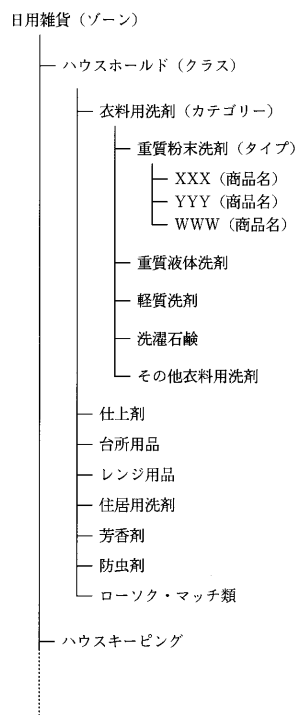 日用雑貨（ゾーン）
ハウスホールド（クラス）
衣料用洗剤（カテゴリー）
重質粉末洗剤（タイプ）
XXX（商品名）
YYY（商品名）
WWW（商品名）
重質液体洗剤
軽質洗剤
洗濯石鹸
その他衣料用洗剤
仕上剤
台所用品
レンジ用品
住居用洗剤
芳香剤
防虫剤
ローソク・マッチ類
ハウスキーピング